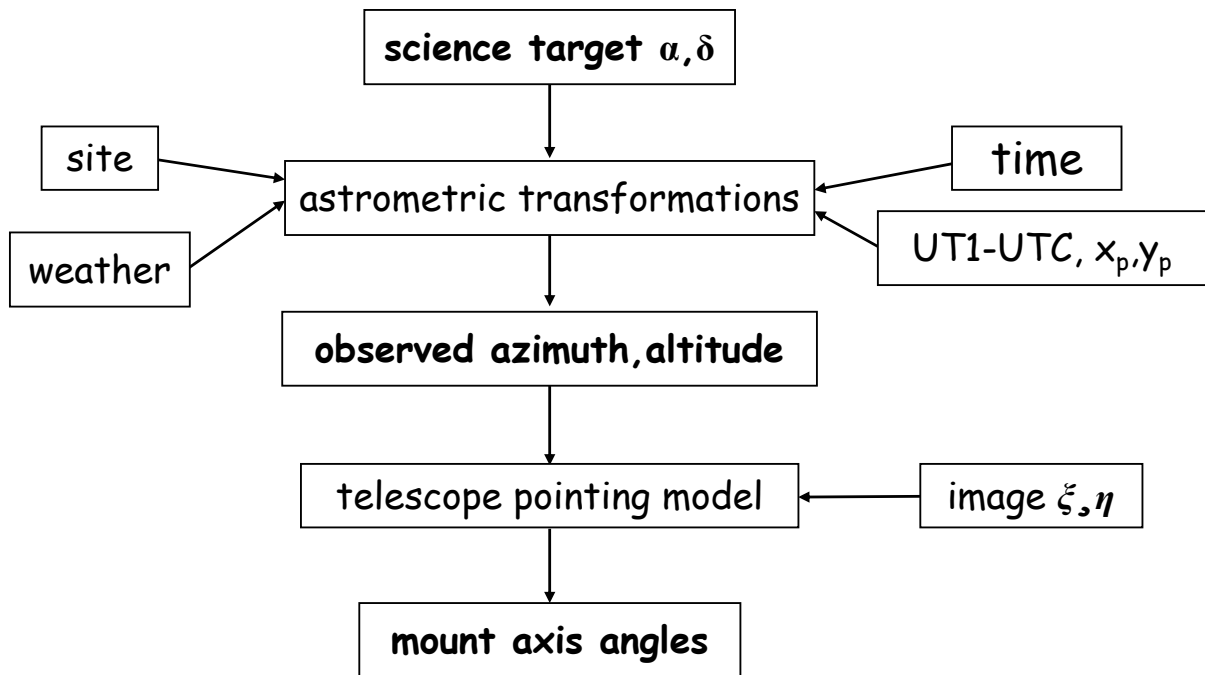 science target α,δ
site
time
astrometric transformations
weather
UT1-UTC, xₚ,yₚ
observed azimuth,altitude
telescope pointing model
image ξ,η
mount axis angles